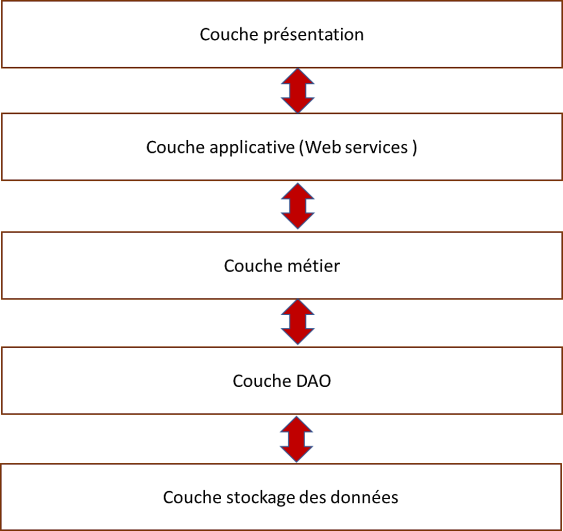 Couche présentation
Couche applicative (Web services )
Couche métier
Couche DAO
Couche stockage des données